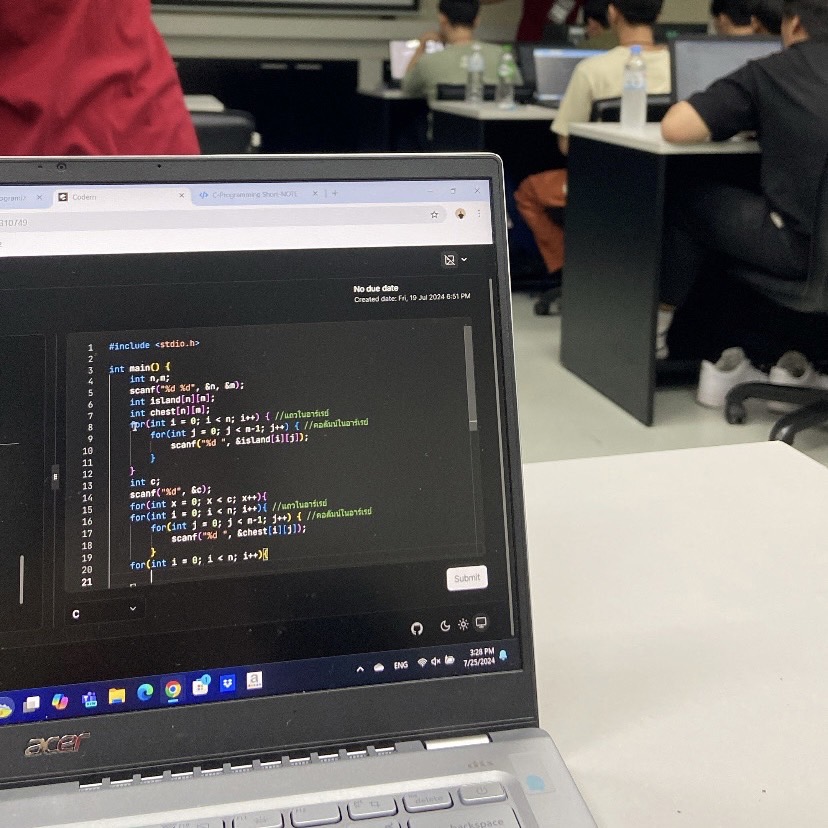 Codern
C-Programming Short NOTE
310749
No due date
Created date: Fri, 19 Jul 2024 6:51 PM
1 #include <stdio.h>
2
3 int main() {
4 int n,m;
5 scanf("%d %d", &n, &m);
6 int island[n][m];
7 int chest[n][m];
8 for(int i = 0; i < n; i++) { //แถวในอาร์เรย์
9 for(int j = 0; j < m-1; j++) { //คอลัมน์ในอาร์เรย์
10 scanf("%d ", &island[i][j]);
11 }
12 }
13 int c;
14 scanf("%d", &c);
15 for(int x = 0; x < c; x++){
16 for(int i = 0; i < n; i++){ //แถวในอาร์เรย์
17 for(int j = 0; j < m-1; j++) { //คอลัมน์ในอาร์เรย์
18 scanf("%d ", &chest[i][j]);
19 }
20 for(int i = 0; i < n; i++){
21
Submit
C
ENG
3:28 PM
7/25/2024
acer
delete
backspace